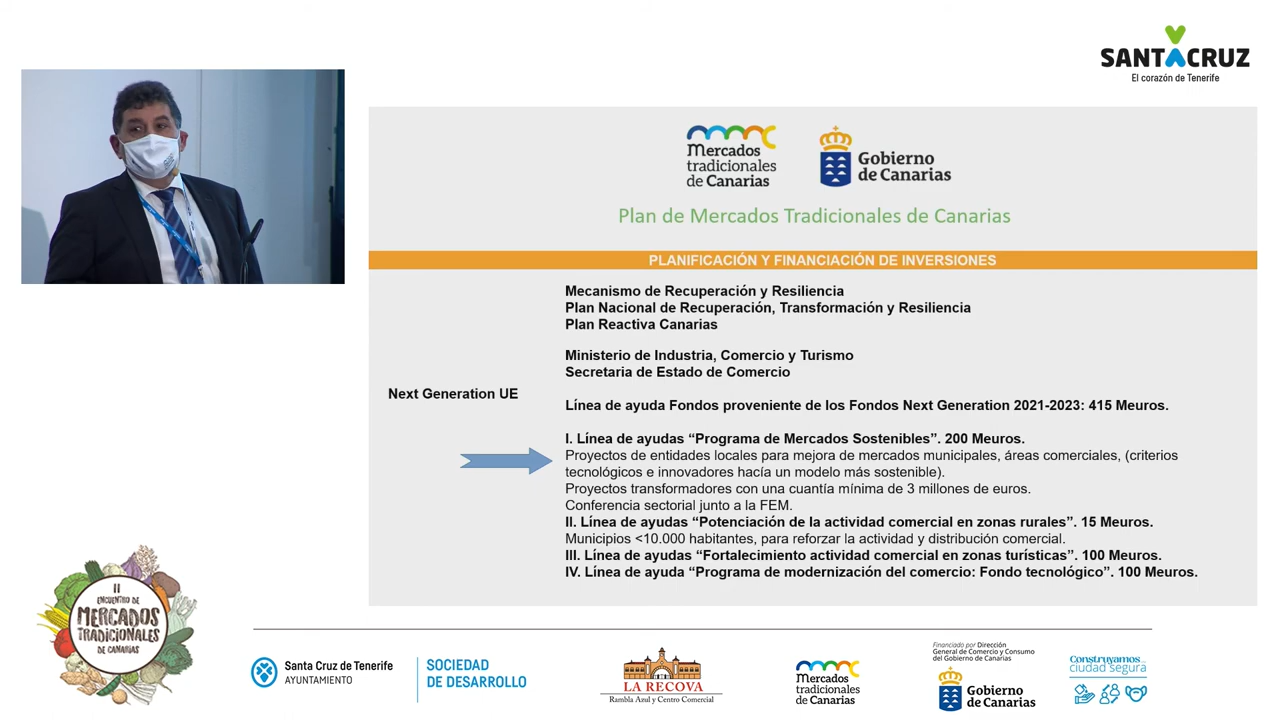 SANTACRUZ
El corazón de Tenerife
Mercados
tradicionales
de Canarias
Gobierno
de Canarias
Plan de Mercados Tradicionales de Canarias
PLANIFICACIÓN Y FINANCIACIÓN DE INVERSIONES
Next Generation UE
Mecanismo de Recuperación y Resiliencia
Plan Nacional de Recuperación, Transformación y Resiliencia
Plan Reactiva Canarias
Ministerio de Industria, Comercio y Turismo
Secretaria de Estado de Comercio
Línea de ayuda Fondos proveniente de los Fondos Next Generation 2021-2023: 415 Meuros.
I. Línea de ayudas “Programa de Mercados Sostenibles”. 200 Meuros.
Proyectos de entidades locales para mejora de mercados municipales, áreas comerciales, (criterios
tecnológicos e innovadores hacía un modelo más sostenible).
Proyectos transformadores con una cuantía mínima de 3 millones de euros.
Conferencia sectorial junto a la FEM.
II. Línea de ayudas “Potenciación de la actividad comercial en zonas rurales”. 15 Meuros.
Municipios <10.000 habitantes, para reforzar la actividad y distribución comercial.
III. Línea de ayudas “Fortalecimiento actividad comercial en zonas turísticas”. 100 Meuros.
IV. Línea de ayuda “Programa de modernización del comercio: Fondo tecnológico”. 100 Meuros.
II
ENCUENTRO DE
MERCADOS
TRADICIONALES
DE CANARIAS
Santa Cruz de Tenerife
AYUNTAMIENTO
SOCIEDAD
DE DESARROLLO
LA RECOVA
Rambla Azul y Centro Comercial
Mercados
tradicionales
de Canarias
Financiado por Dirección
General de Comercio y Consumo
del Gobierno de Canarias
Gobierno
de Canarias
Construyamos...
ciudad segura